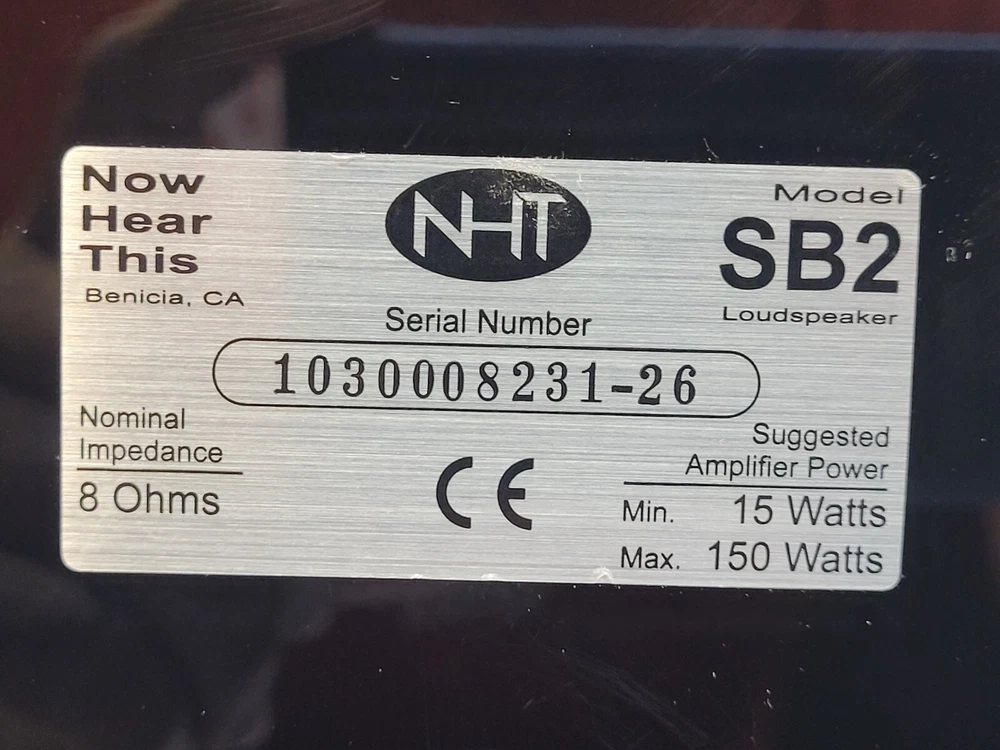 Now
Hear
This
Benicia, CA
NHT
Model
SB2
Loudspeaker
Serial Number
1030008231-26
Nominal
Impedance
8 Ohms
CE
Suggested
Amplifier Power
Min. 15 Watts
Max. 150 Watts